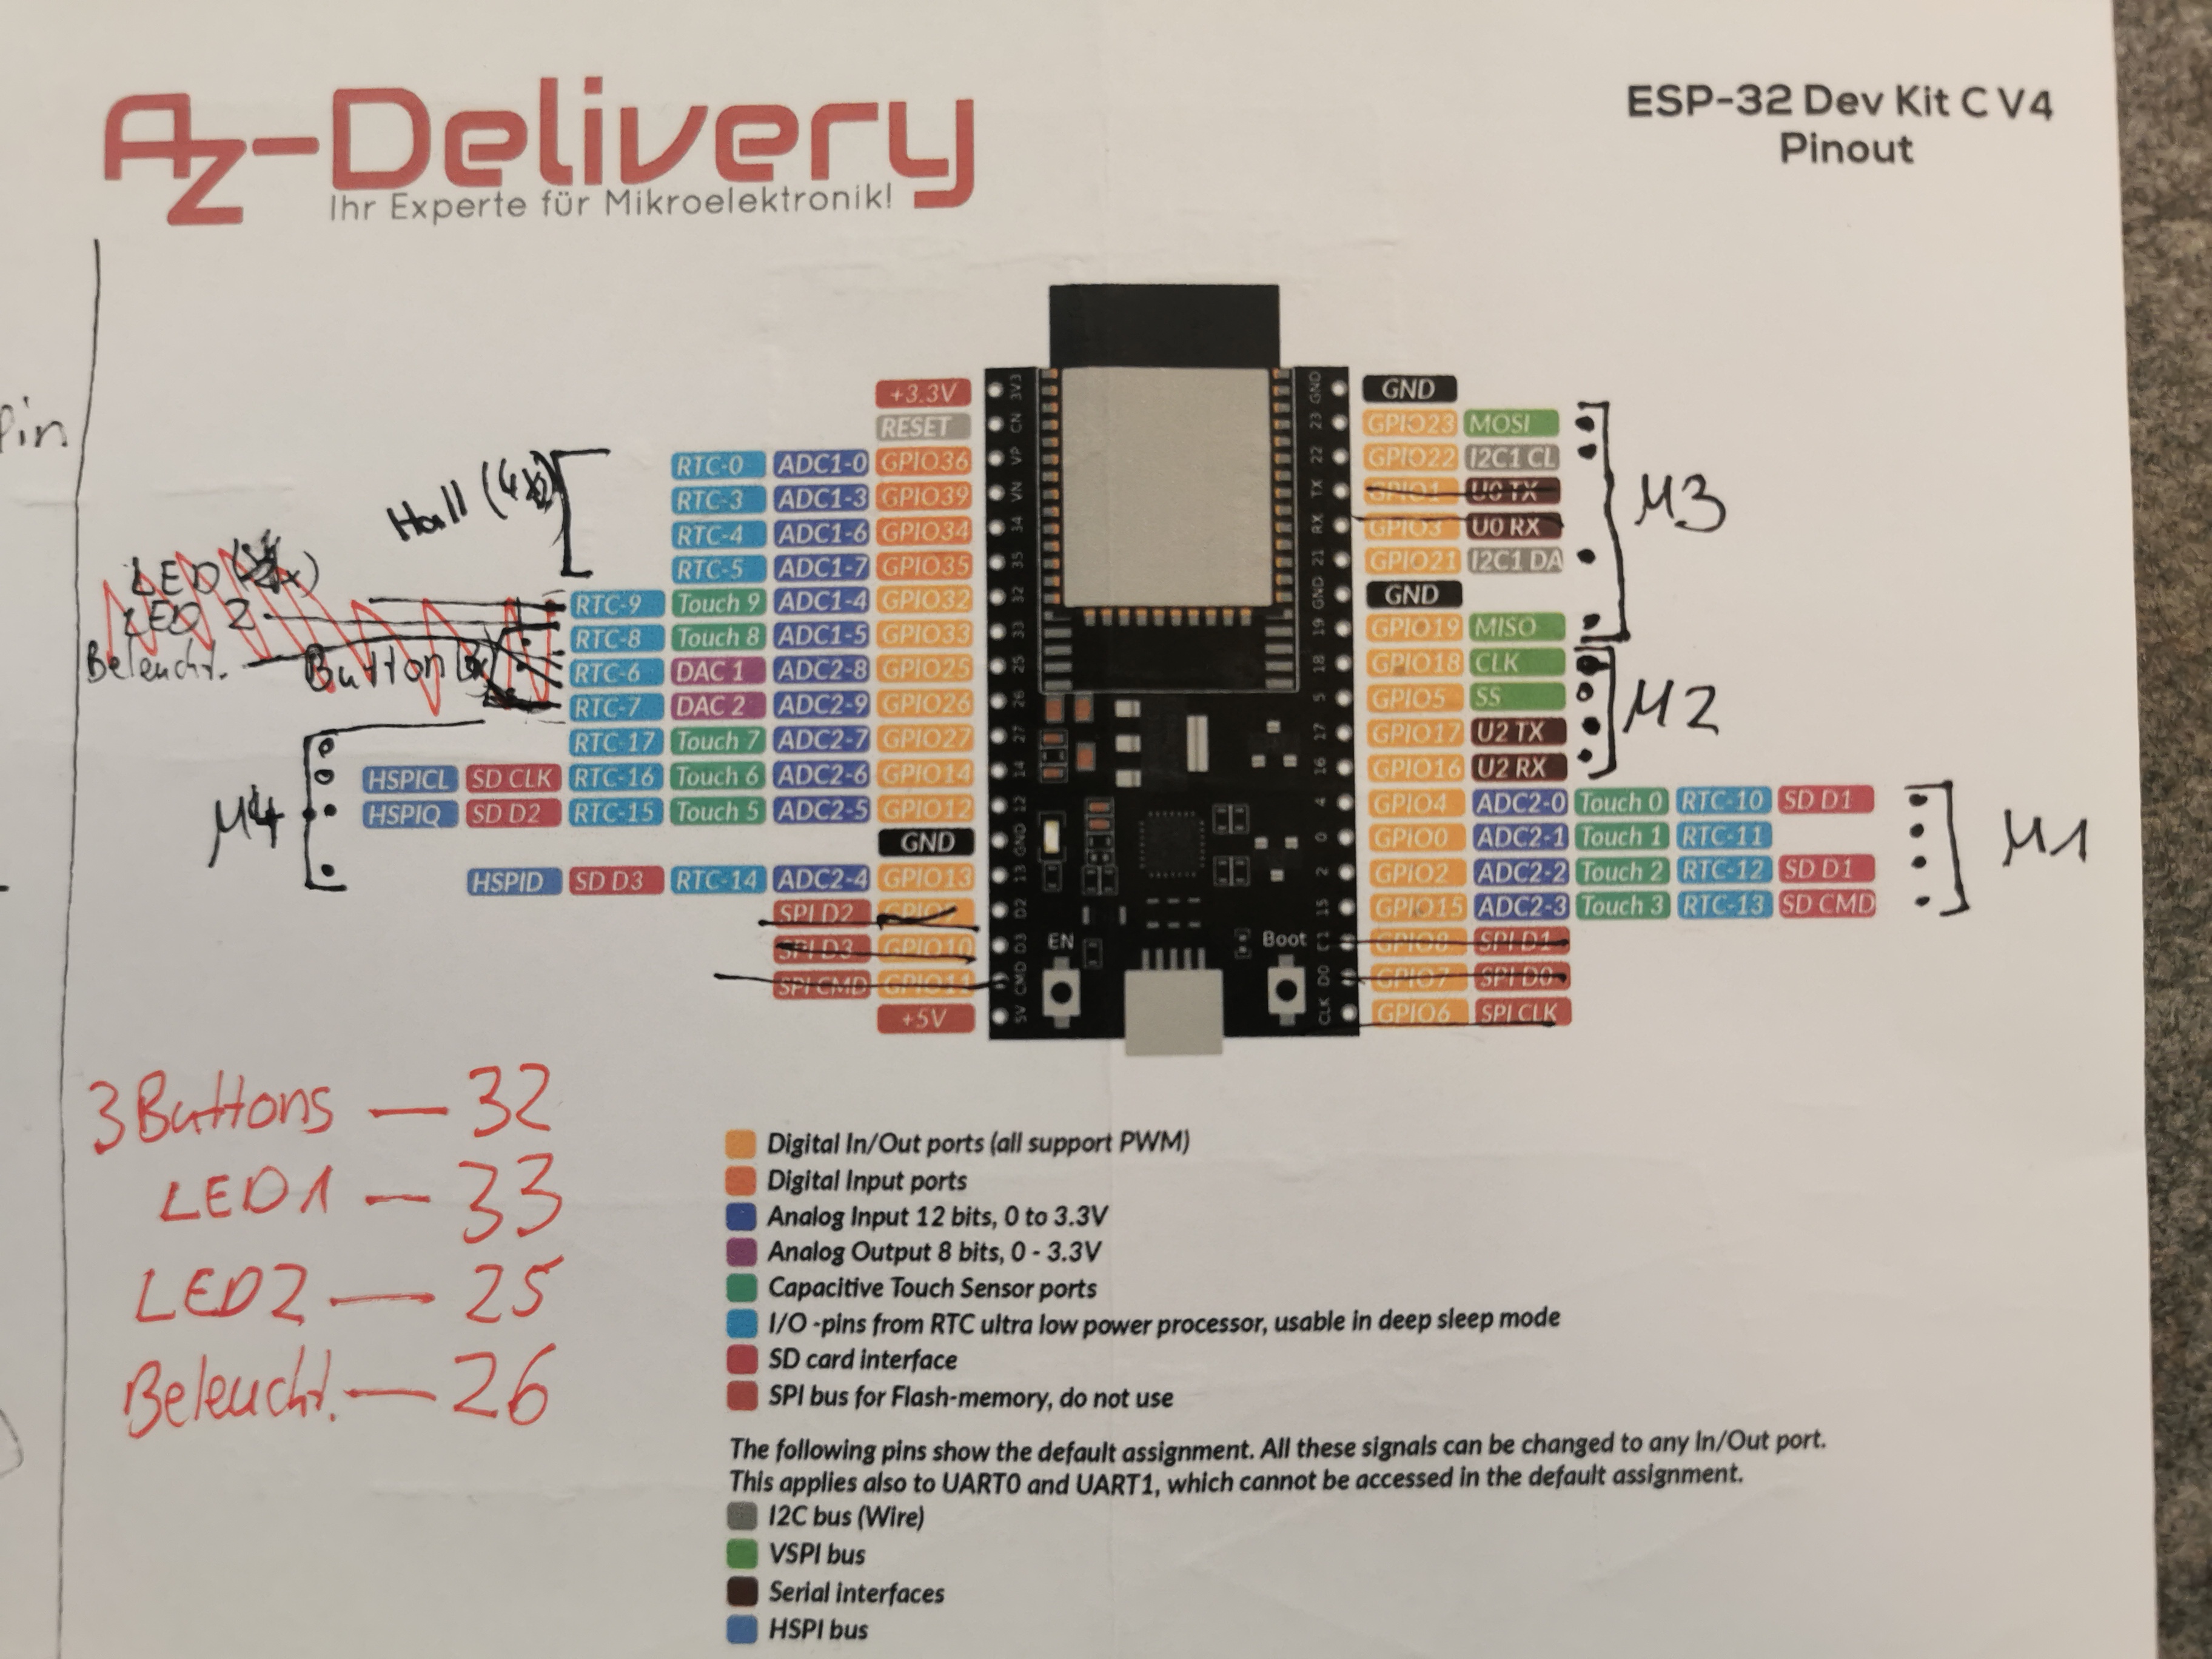 AZ-Delivery
Ihr Experte für Mikroelektronik!
ESP-32 Dev Kit C V4
Pinout
Pin
+3.3V 3V3 GND GND
RESET CN 23 GPIO23 MOSI
RTC-0 ADC1-0 GPIO36 VP 22 GPIO22 I2C1 CL
Hall (4x) RTC-3 ADC1-3 GPIO39 VN TX GPIO1 U0 TX M3
RTC-4 ADC1-6 GPIO34 34 RX GPIO3 U0 RX
RTC-5 ADC1-7 GPIO35 35 21 GPIO21 I2C1 DA
LED
RTC-9 Touch 9 ADC1-4 GPIO32 32 GND GND
LED 2 RTC-8 Touch 8 ADC1-5 GPIO33 33 19 GPIO19 MISO
Beleucht. Button RTC-6 DAC 1 ADC2-8 GPIO25 25 18 GPIO18 CLK
RTC-7 DAC 2 ADC2-9 GPIO26 26 5 GPIO5 SS M2
RTC-17 Touch 7 ADC2-7 GPIO27 27 17 GPIO17 U2 TX
HSPICL SD CLK RTC-16 Touch 6 ADC2-6 GPIO14 14 16 GPIO16 U2 RX
M4 HSPIQ SD D2 RTC-15 Touch 5 ADC2-5 GPIO12 12 4 GPIO4 ADC2-0 Touch 0 RTC-10 SD D1
GND GND 0 GPIO0 ADC2-1 Touch 1 RTC-11 M1
HSPID SD D3 RTC-14 ADC2-4 GPIO13 13 2 GPIO2 ADC2-2 Touch 2 RTC-12 SD D1
SPI D2 D2 15 GPIO15 ADC2-3 Touch 3 RTC-13 SD CMD
SPI D3 GPIO10 D3 EN Boot GPIO8 SPI D1
SPI CMD GPIO11 CMD D0 GPIO7 SPI D0
+5V 5V CLK GPIO6 SPI CLK
3 Buttons — 32
LED1 — 33
LED2 — 25
Beleucht. — 26
Digital In/Out ports (all support PWM)
Digital Input ports
Analog Input 12 bits, 0 to 3.3V
Analog Output 8 bits, 0 - 3.3V
Capacitive Touch Sensor ports
I/O -pins from RTC ultra low power processor, usable in deep sleep mode
SD card interface
SPI bus for Flash-memory, do not use
The following pins show the default assignment. All these signals can be changed to any In/Out port.
This applies also to UART0 and UART1, which cannot be accessed in the default assignment.
I2C bus (Wire)
VSPI bus
Serial interfaces
HSPI bus